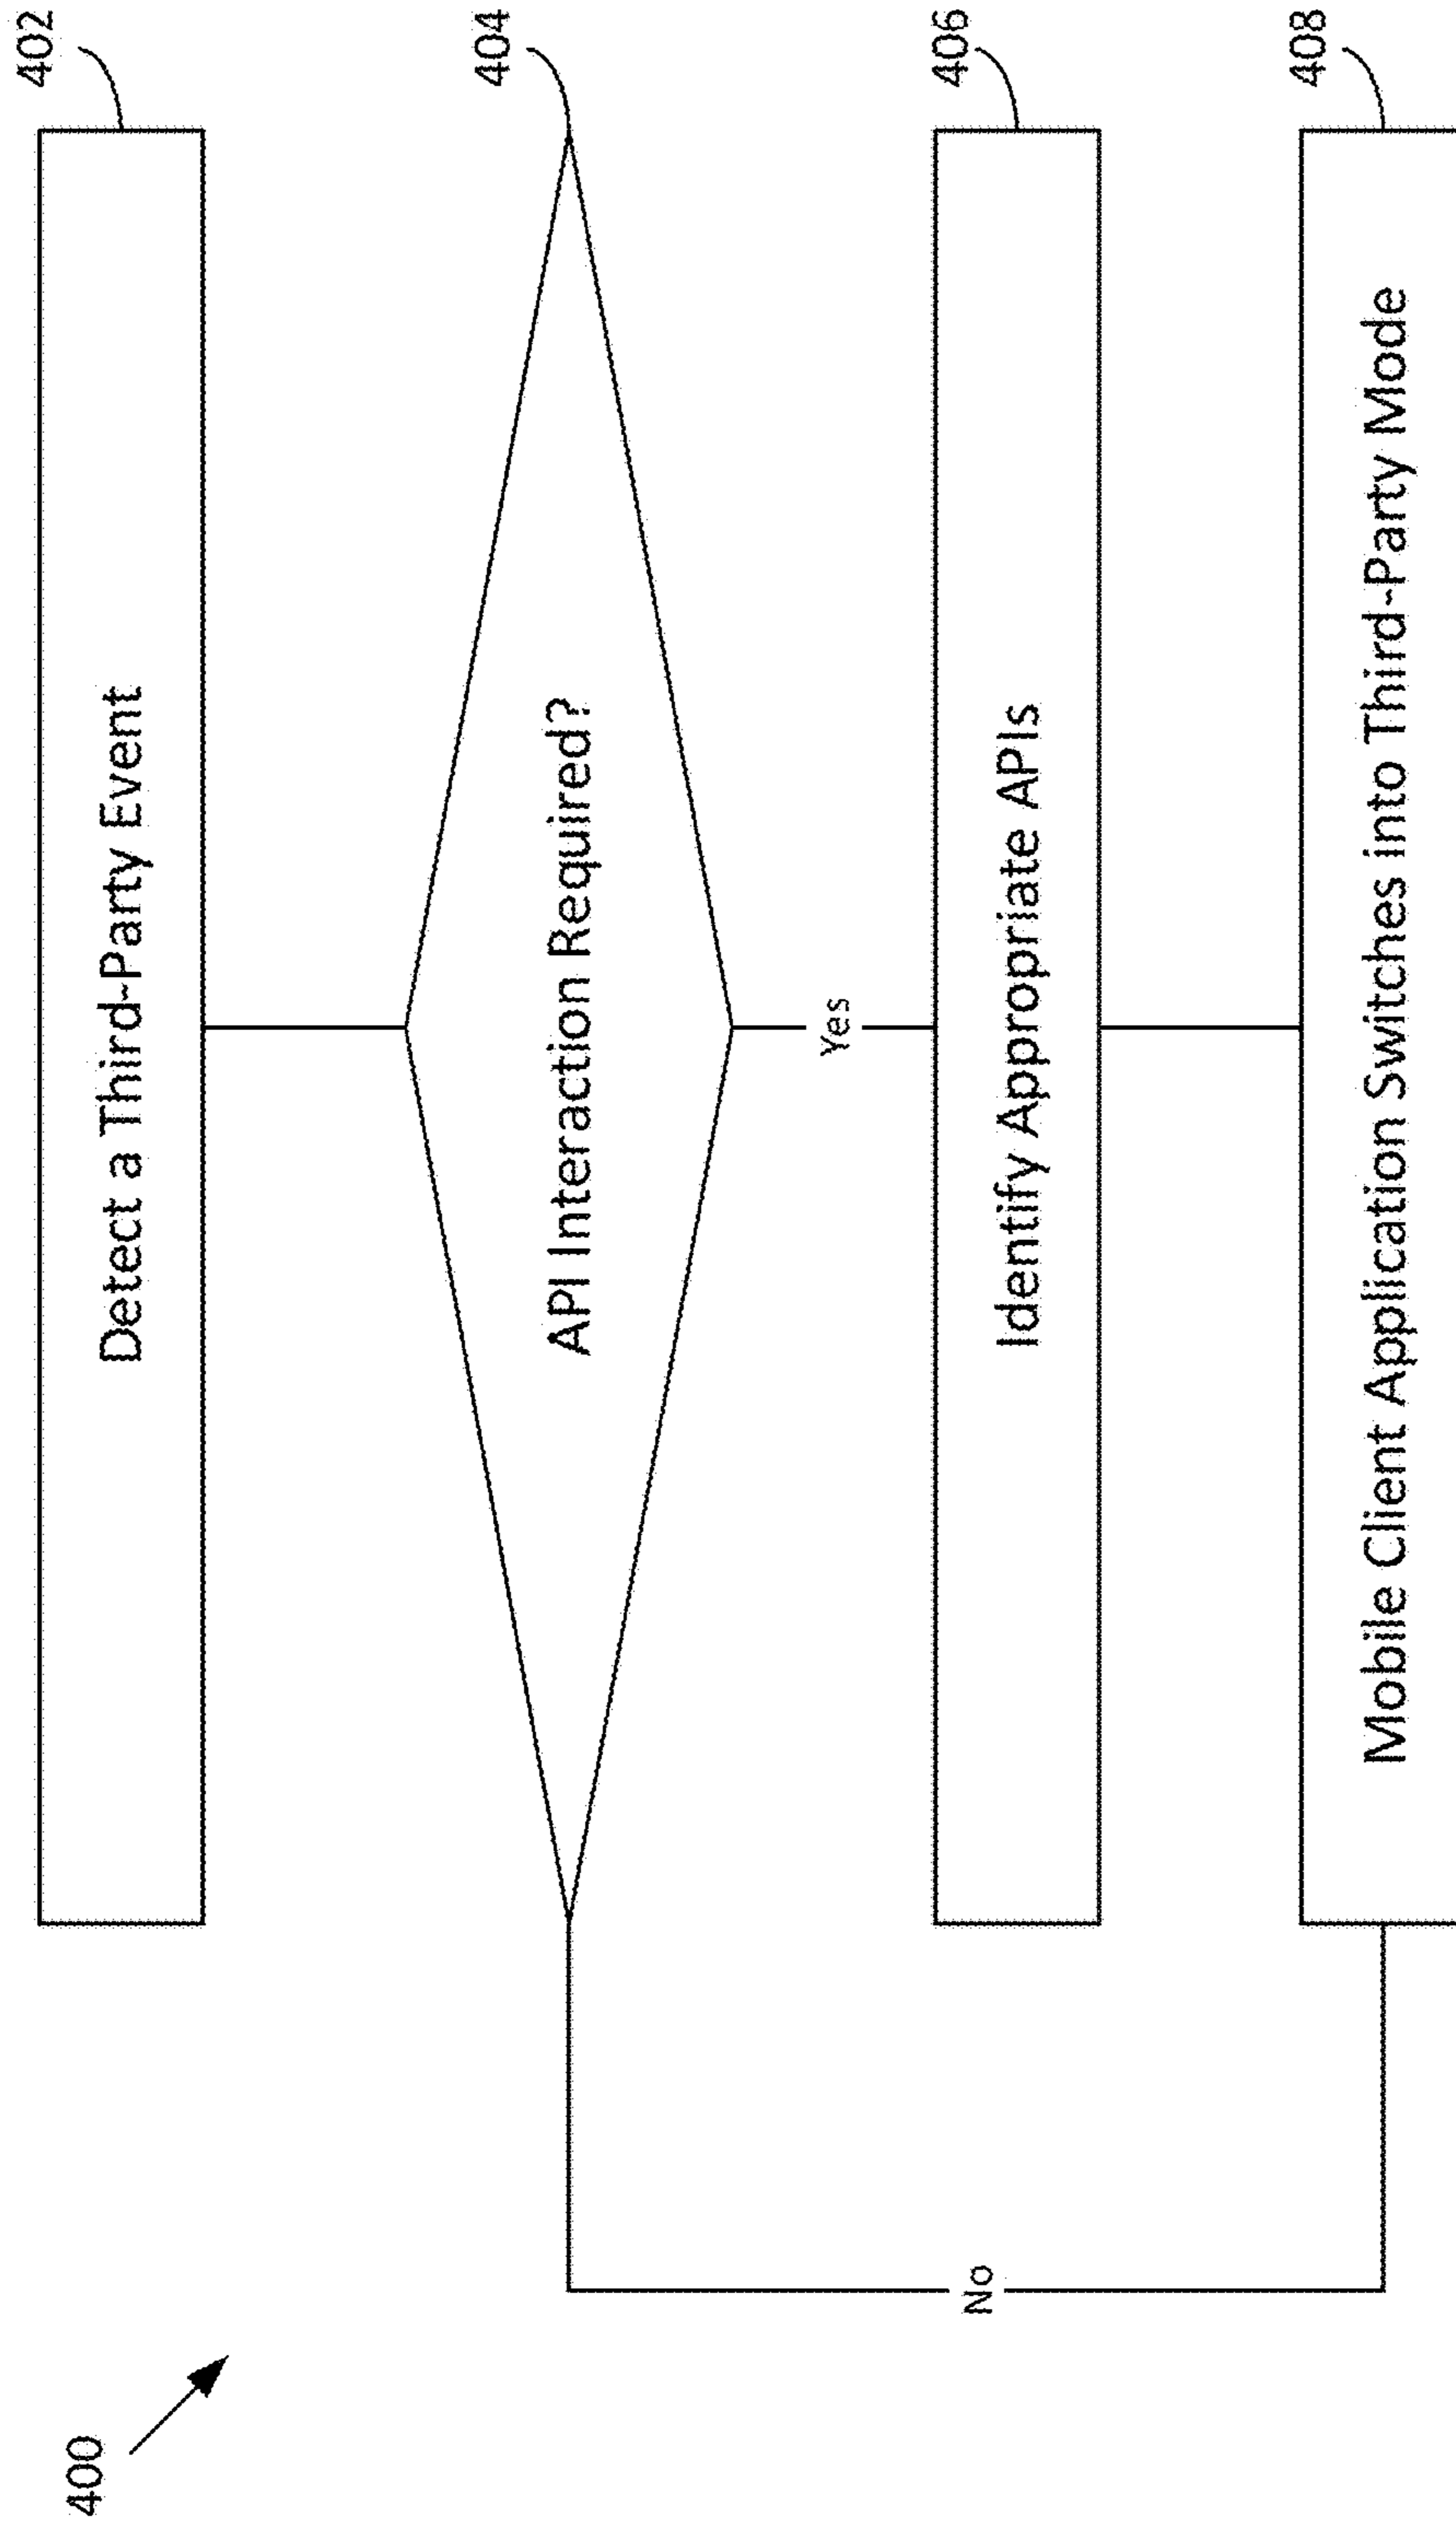 400
402
Detect a Third-Party Event
404
API Interaction Required?
Yes
406
Identify Appropriate APIs
No
408
Mobile Client Application Switches into Third-Party Mode